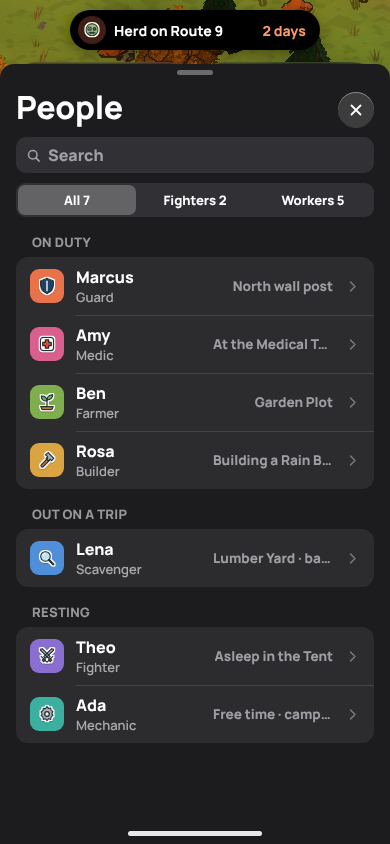 Herd on Route 9 2 days
People
Search
All 7 Fighters 2 Workers 5
ON DUTY
Marcus
Guard
North wall post
Amy
Medic
At the Medical T...
Ben
Farmer
Garden Plot
Rosa
Builder
Building a Rain B...
OUT ON A TRIP
Lena
Scavenger
Lumber Yard · ba...
RESTING
Theo
Fighter
Asleep in the Tent
Ada
Mechanic
Free time · camp...